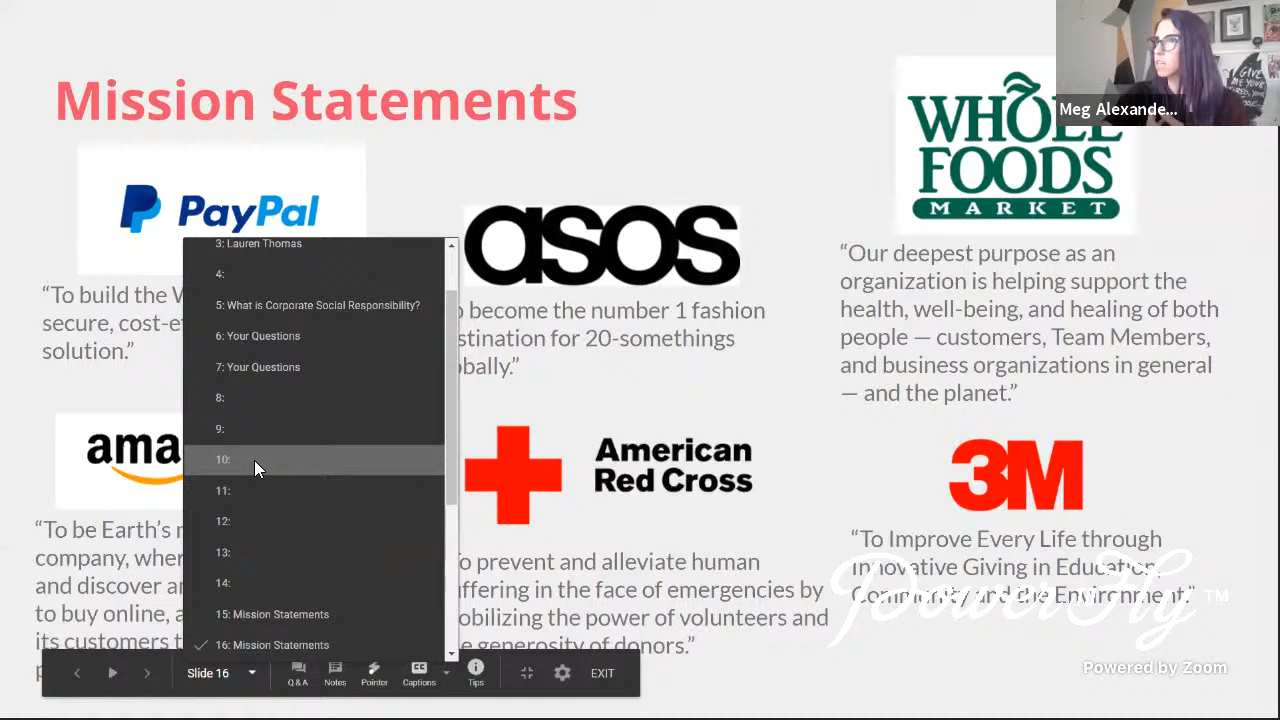 Mission Statements
Meg Alexande...
PayPal
“To build the W
secure, cost-e
solution.”
asos
become the number 1 fashion
stination for 20-somethings
obally.”
WHOLE
FOODS
MARKET
“Our deepest purpose as an
organization is helping support the
health, well-being, and healing of both
people — customers, Team Members,
and business organizations in general
— and the planet.”
ama
“To be Earth’s
company, wher
and discover a
to buy online, a
its customers t
American
Red Cross
o prevent and alleviate human
uffering in the face of emergencies by
obilizing the power of volunteers and
e generosity of donors.”
3M
“To Improve Every Life through
Innovative Giving in Education,
Community and the Environment.”
3: Lauren Thomas
4:
5: What is Corporate Social Responsibility?
6: Your Questions
7: Your Questions
8:
9:
10:
11:
12:
13:
14:
15: Mission Statements
16: Mission Statements
Slide 16
Q & A
Notes
Pointer
Captions
Tips
EXIT
PowerToFly™
Powered by Zoom
GIVE
ME YOUR
TIRED, YOUR